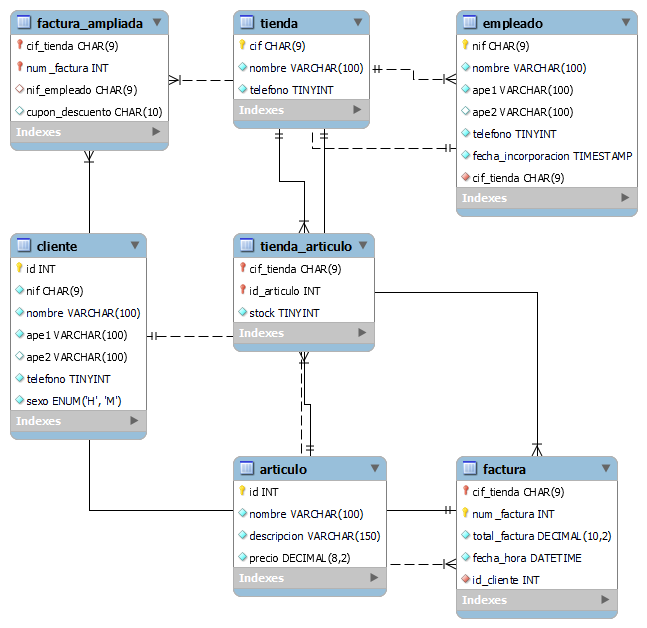 factura_ampliada
cif_tienda CHAR(9)
num_factura INT
nif_empleado CHAR(9)
cupon_descuento CHAR(10)
Indexes
tienda
cif CHAR(9)
nombre VARCHAR(100)
telefono TINYINT
Indexes
empleado
nif CHAR(9)
nombre VARCHAR(100)
ape1 VARCHAR(100)
ape2 VARCHAR(100)
telefono TINYINT
fecha_incorporacion TIMESTAMP
cif_tienda CHAR(9)
Indexes
cliente
id INT
nif CHAR(9)
nombre VARCHAR(100)
ape1 VARCHAR(100)
ape2 VARCHAR(100)
telefono TINYINT
sexo ENUM('H', 'M')
Indexes
tienda_articulo
cif_tienda CHAR(9)
id_articulo INT
stock TINYINT
Indexes
articulo
id INT
nombre VARCHAR(100)
descripcion VARCHAR(150)
precio DECIMAL(8,2)
Indexes
factura
cif_tienda CHAR(9)
num_factura INT
total_factura DECIMAL(10,2)
fecha_hora DATETIME
id_cliente INT
Indexes